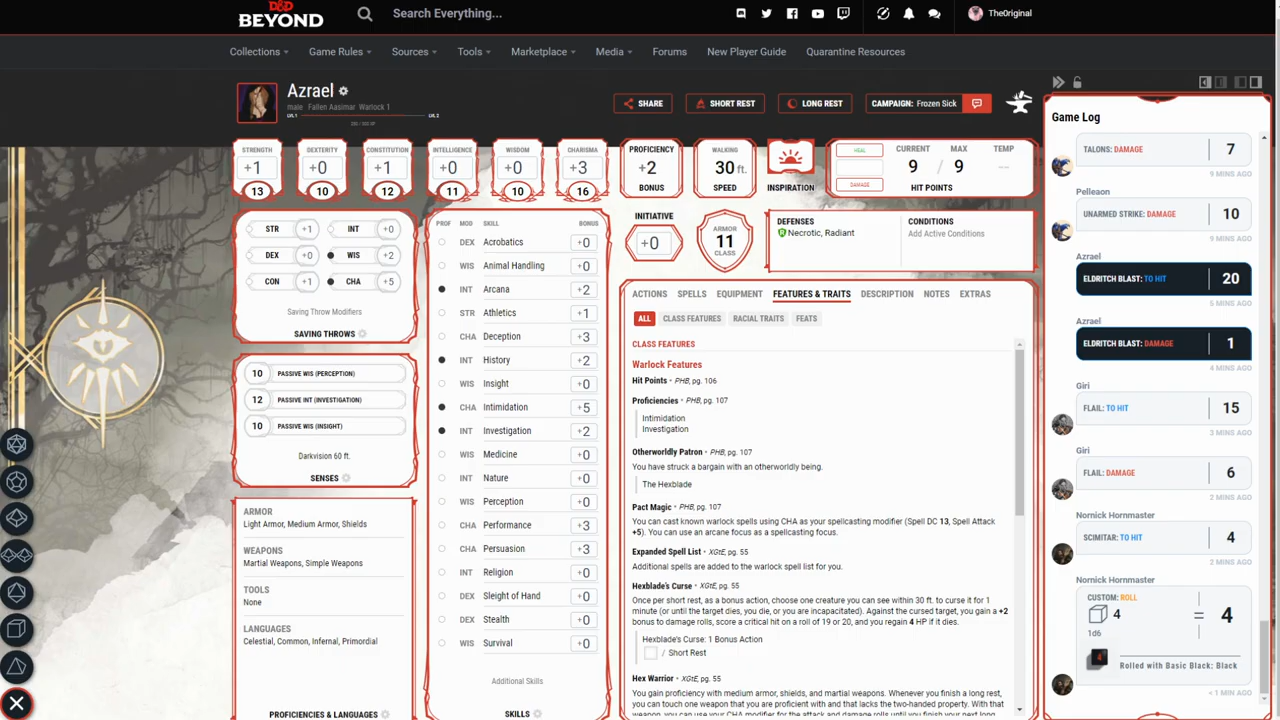 D&D
BEYOND
Search Everything...
The0riginal
Collections
Game Rules
Sources
Tools
Marketplace
Media
Forums
New Player Guide
Quarantine Resources
Azrael
male Fallen Aasimar Warlock 1
LVL 1
LVL 2
SHARE
SHORT REST
LONG REST
CAMPAIGN: Frozen Sick
STRENGTH
+1
13
DEXTERITY
+0
10
CONSTITUTION
+1
12
INTELLIGENCE
+0
11
WISDOM
+0
10
CHARISMA
+3
16
PROFICIENCY
+2
BONUS
WALKING
30 ft.
SPEED
INSPIRATION
HEAL
DAMAGE
CURRENT
9
/
MAX
9
TEMP
--
HIT POINTS
STR +1
INT +0
DEX +0
WIS +2
CON +1
CHA +5
Saving Throw Modifiers
SAVING THROWS
10 PASSIVE WIS (PERCEPTION)
12 PASSIVE INT (INVESTIGATION)
10 PASSIVE WIS (INSIGHT)
Darkvision 60 ft.
SENSES
ARMOR
Light Armor, Medium Armor, Shields
WEAPONS
Martial Weapons, Simple Weapons
TOOLS
None
LANGUAGES
Celestial, Common, Infernal, Primordial
PROFICIENCIES & LANGUAGES
PROF MOD SKILL BONUS
DEX Acrobatics +0
WIS Animal Handling +0
INT Arcana +2
STR Athletics +1
CHA Deception +3
INT History +2
WIS Insight +0
CHA Intimidation +5
INT Investigation +2
WIS Medicine +0
INT Nature +0
WIS Perception +0
CHA Performance +3
CHA Persuasion +3
INT Religion +0
DEX Sleight of Hand +0
DEX Stealth +0
WIS Survival +0
Additional Skills
SKILLS
INITIATIVE
+0
ARMOR
11
CLASS
DEFENSES
Necrotic, Radiant
CONDITIONS
Add Active Conditions
ACTIONS
SPELLS
EQUIPMENT
FEATURES & TRAITS
DESCRIPTION
NOTES
EXTRAS
ALL
CLASS FEATURES
RACIAL TRAITS
FEATS
CLASS FEATURES
Warlock Features
Hit Points • PHB, pg. 106
Proficiencies • PHB, pg. 107
Intimidation
Investigation
Otherworldly Patron • PHB, pg. 107
You have struck a bargain with an otherworldly being.
The Hexblade
Pact Magic • PHB, pg. 107
You can cast known warlock spells using CHA as your spellcasting modifier (Spell DC 13, Spell Attack
+5). You can use an arcane focus as a spellcasting focus.
Expanded Spell List • XGtE, pg. 55
Additional spells are added to the warlock spell list for you.
Hexblade's Curse • XGtE, pg. 55
Once per short rest, as a bonus action, choose one creature you can see within 30 ft. to curse it for 1
minute (or until the target dies, you die, or you are incapacitated). Against the cursed target, you gain a +2
bonus to damage rolls, score a critical hit on a roll of 19 or 20, and you regain 4 HP if it dies.
Hexblade's Curse: 1 Bonus Action
/ Short Rest
Hex Warrior • XGtE, pg. 55
You gain proficiency with medium armor, shields, and martial weapons. Whenever you finish a long rest,
you can touch one weapon that you are proficient with and that lacks the two-handed property. With that
weapon, you can use your CHA modifier for the attack and damage rolls until you finish your next long
Game Log
TALONS: DAMAGE 7
9 MINS AGO
Pelleaon
UNARMED STRIKE: DAMAGE 10
9 MINS AGO
Azrael
ELDRITCH BLAST: TO HIT 20
5 MINS AGO
Azrael
ELDRITCH BLAST: DAMAGE 1
4 MINS AGO
Giri
FLAIL: TO HIT 15
3 MINS AGO
Giri
FLAIL: DAMAGE 6
2 MINS AGO
Nornick Hornmaster
SCIMITAR: TO HIT 4
2 MINS AGO
Nornick Hornmaster
CUSTOM: ROLL
4 = 4
1d6
Rolled with Basic Black: Black
< 1 MIN AGO